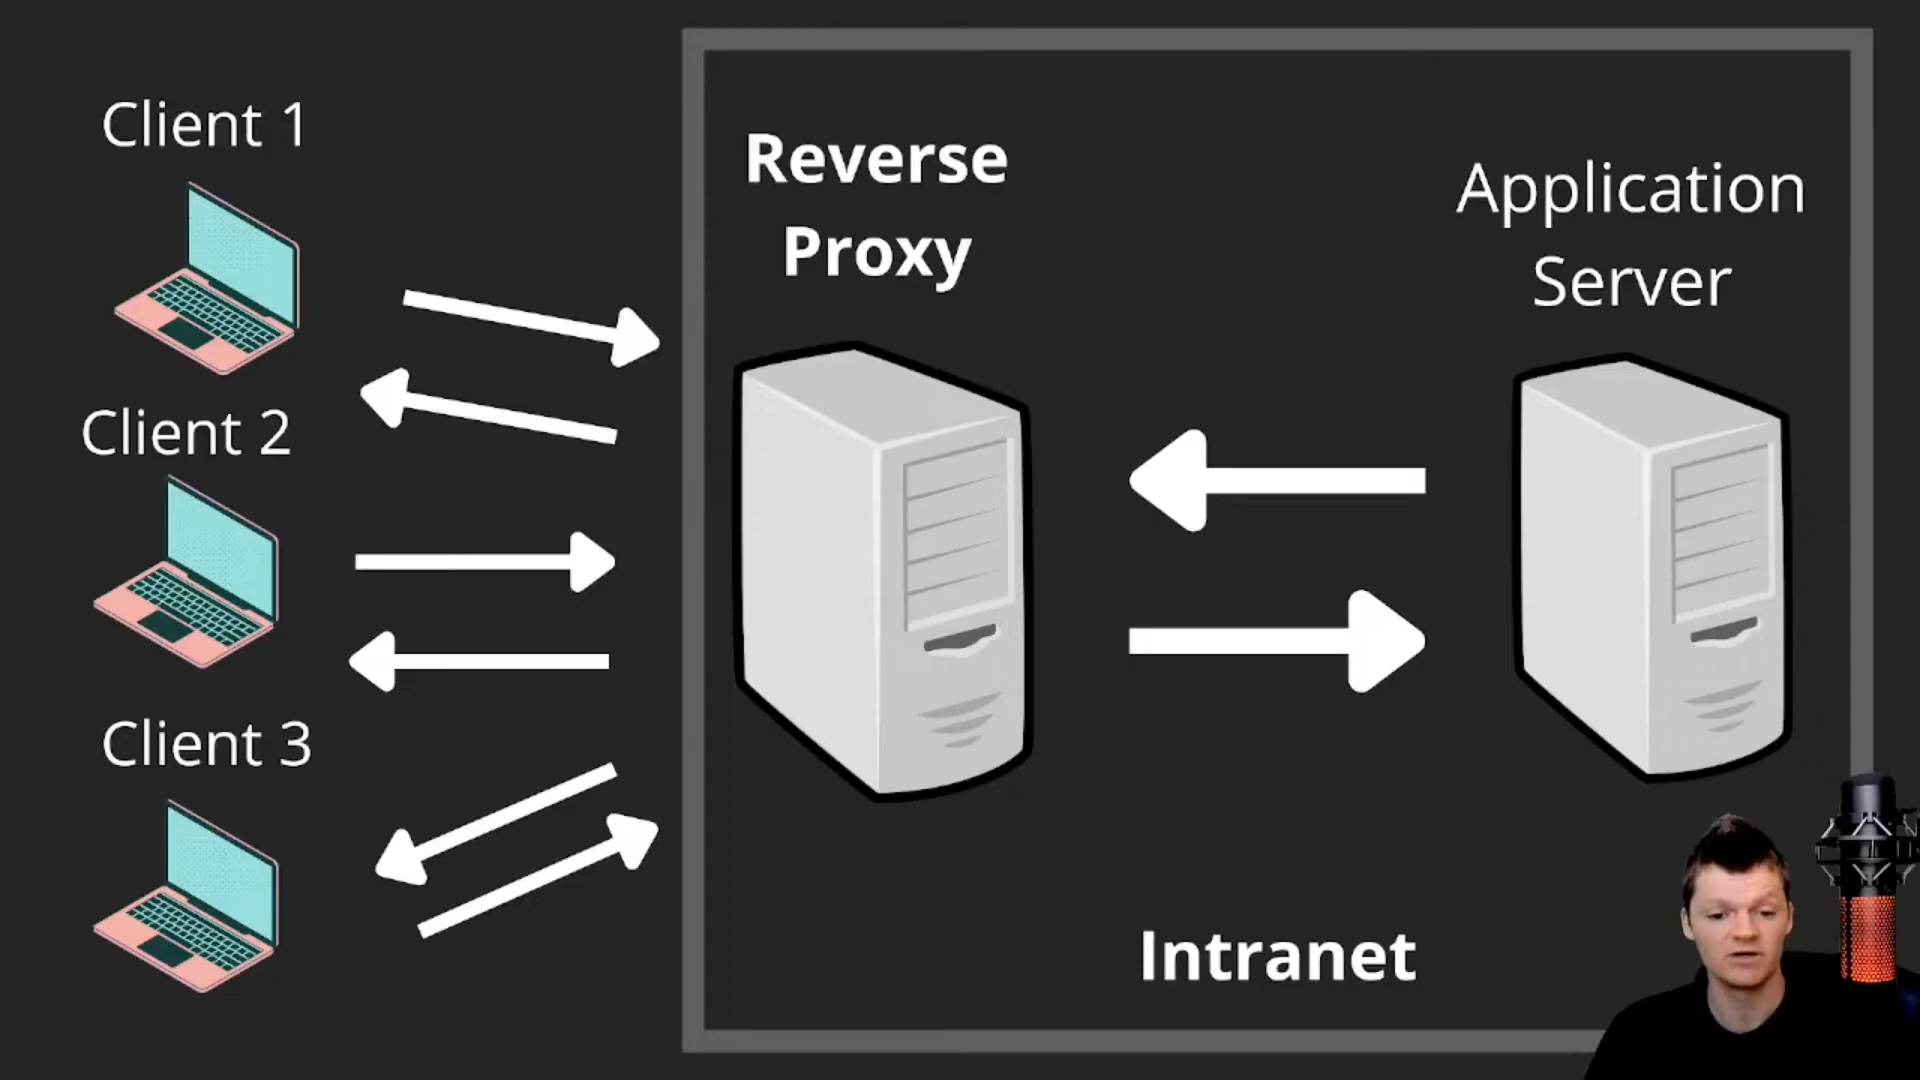 Client 1
Reverse
Proxy
Application
Server
Client 2
Client 3
Intranet